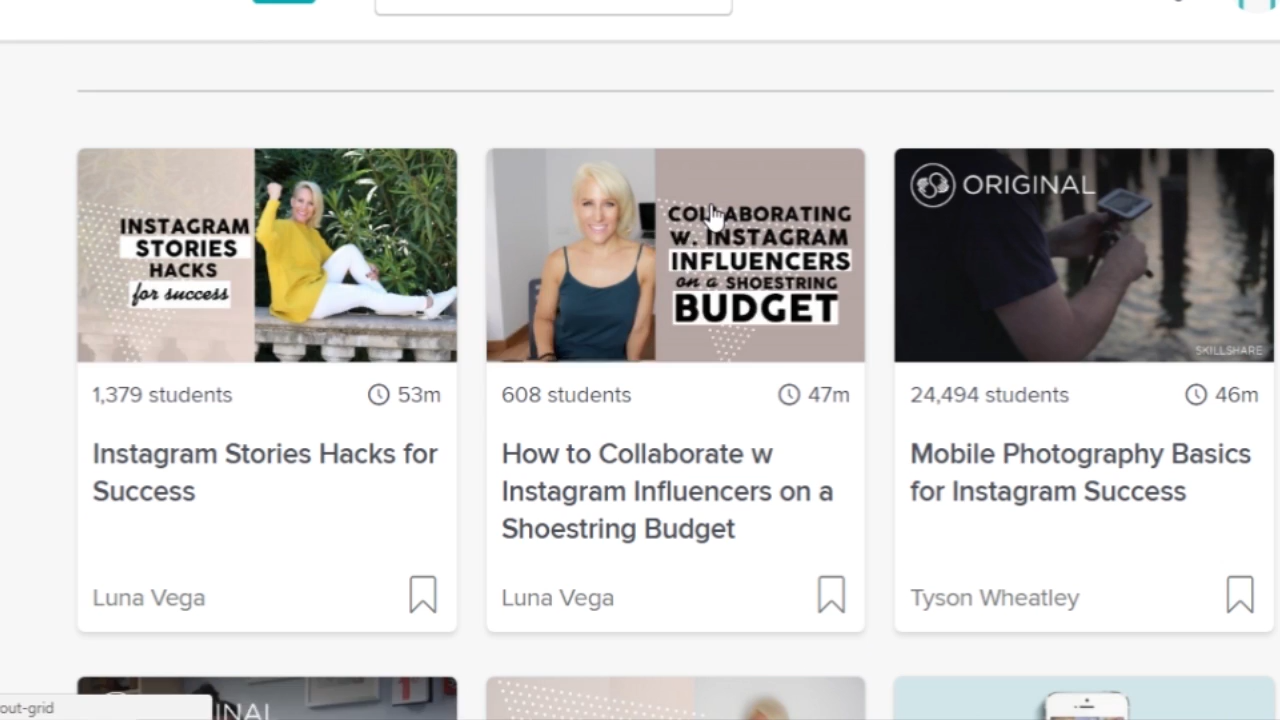 INSTAGRAM
STORIES
HACKS
for success
COLLABORATING
W. INSTAGRAM
INFLUENCERS
on a SHOESTRING
BUDGET
ORIGINAL
SKILLSHARE
1,379 students
53m
608 students
47m
24,494 students
46m
Instagram Stories Hacks for
Success
How to Collaborate w
Instagram Influencers on a
Shoestring Budget
Mobile Photography Basics
for Instagram Success
Luna Vega
Luna Vega
Tyson Wheatley
out-grid
INAL